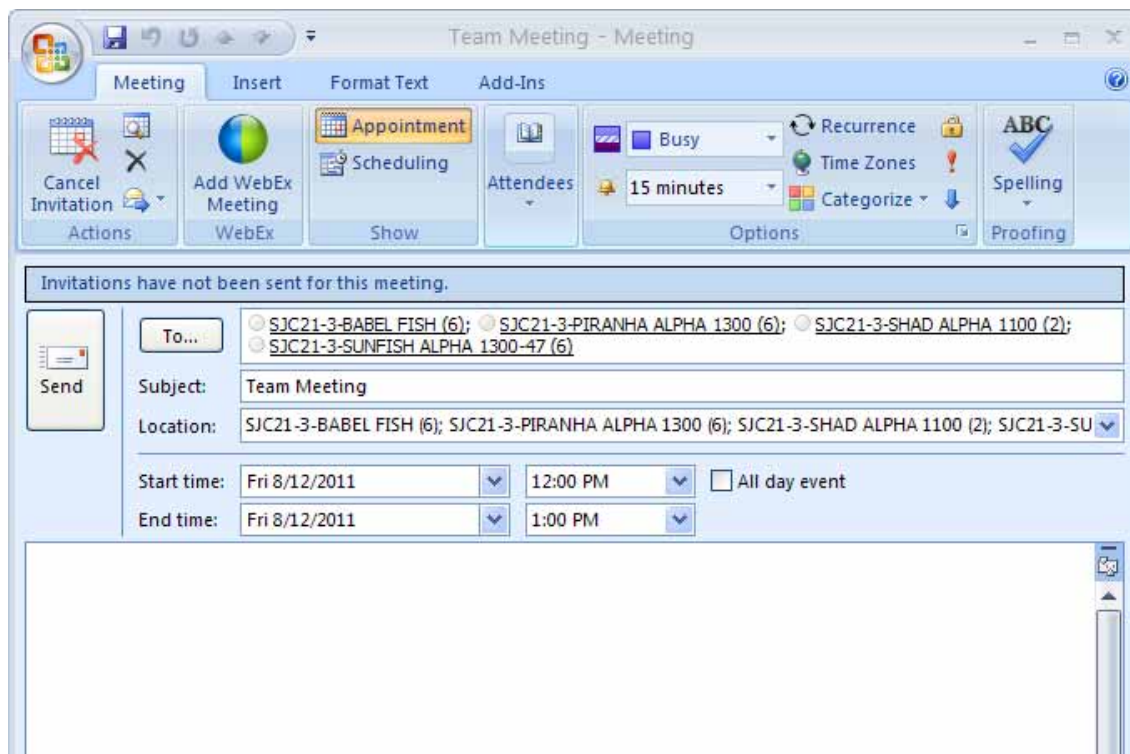 Team Meeting - Meeting
Meeting Insert Format Text Add-Ins
Cancel Invitation
Actions
Add WebEx Meeting
WebEx
Appointment
Scheduling
Show
Attendees
Busy
15 minutes
Recurrence
Time Zones
Categorize
Options
ABC
Spelling
Proofing
Invitations have not been sent for this meeting.
Send
To... SJC21-3-BABEL FISH (6); SJC21-3-PIRANHA ALPHA 1300 (6); SJC21-3-SHAD ALPHA 1100 (2);
SJC21-3-SUNFISH ALPHA 1300-47 (6)
Subject: Team Meeting
Location: SJC21-3-BABEL FISH (6); SJC21-3-PIRANHA ALPHA 1300 (6); SJC21-3-SHAD ALPHA 1100 (2); SJC21-3-SU
Start time: Fri 8/12/2011 12:00 PM All day event
End time: Fri 8/12/2011 1:00 PM